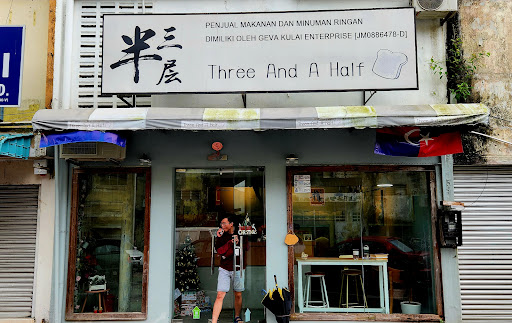 半三层
PENJUAL MAKANAN DAN MINUMAN RINGAN
DIMILIKI OLEH GEVA KULAI ENTERPRISE [JM0886478-D]
Three And A Half
D.